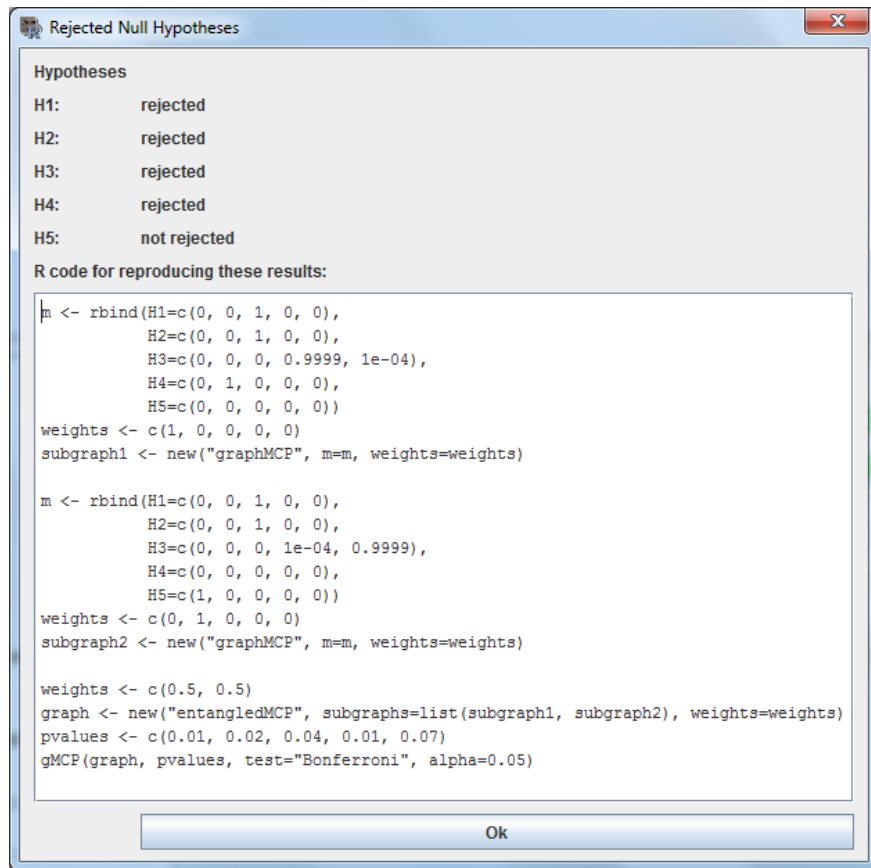 Rejected Null Hypotheses
Hypotheses
H1: rejected
H2: rejected
H3: rejected
H4: rejected
H5: not rejected
R code for reproducing these results:
m <- rbind(H1=c(0, 0, 1, 0, 0),
           H2=c(0, 0, 1, 0, 0),
           H3=c(0, 0, 0, 0.9999, 1e-04),
           H4=c(0, 1, 0, 0, 0),
           H5=c(0, 0, 0, 0, 0))
weights <- c(1, 0, 0, 0, 0)
subgraph1 <- new("graphMCP", m=m, weights=weights)

m <- rbind(H1=c(0, 0, 1, 0, 0),
           H2=c(0, 0, 1, 0, 0),
           H3=c(0, 0, 0, 1e-04, 0.9999),
           H4=c(0, 0, 0, 0, 0),
           H5=c(1, 0, 0, 0, 0))
weights <- c(0, 1, 0, 0, 0)
subgraph2 <- new("graphMCP", m=m, weights=weights)

weights <- c(0.5, 0.5)
graph <- new("entangledMCP", subgraphs=list(subgraph1, subgraph2), weights=weights)
pvalues <- c(0.01, 0.02, 0.04, 0.01, 0.07)
gMCP(graph, pvalues, test="Bonferroni", alpha=0.05)
Ok